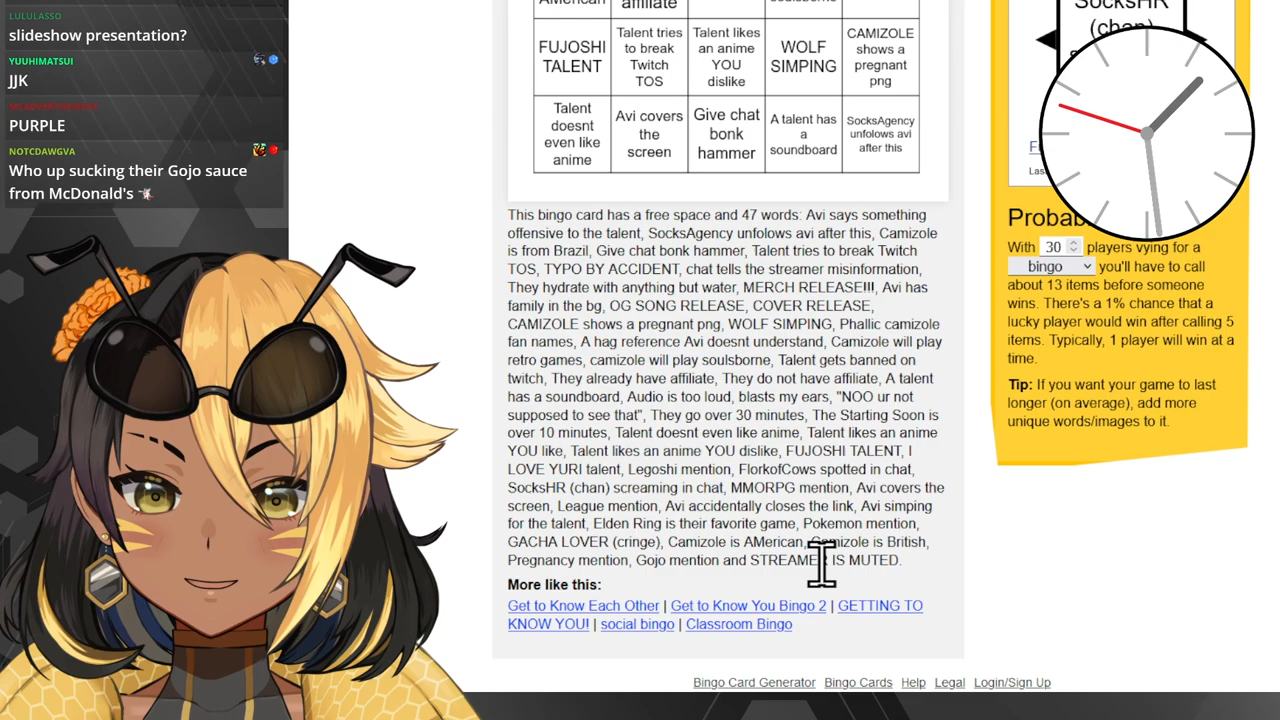 LULULASSO
slideshow presentation?
YUUHIMATSUI
JJK
PURPLE
NOTCDAWGVA
Who up sucking their Gojo sauce
from McDonald's
AMerican
affiliate
FUJOSHI
TALENT
Talent tries
to break
Twitch
TOS
Talent likes
an anime
YOU
dislike
WOLF
SIMPING
CAMIZOLE
shows a
pregnant
png
Talent
doesnt
even like
anime
Avi covers
the
screen
Give chat
bonk
hammer
A talent has
a
soundboard
SocksAgency
unfolows avi
after this
This bingo card has a free space and 47 words: Avi says something
offensive to the talent, SocksAgency unfolows avi after this, Camizole
is from Brazil, Give chat bonk hammer, Talent tries to break Twitch
TOS, TYPO BY ACCIDENT, chat tells the streamer misinformation,
They hydrate with anything but water, MERCH RELEASE!!!, Avi has
family in the bg, OG SONG RELEASE, COVER RELEASE,
CAMIZOLE shows a pregnant png, WOLF SIMPING, Phallic camizole
fan names, A hag reference Avi doesnt understand, Camizole will play
retro games, camizole will play soulsborne, Talent gets banned on
twitch, They already have affiliate, They do not have affiliate, A talent
has a soundboard, Audio is too loud, blasts my ears, "NOO ur not
supposed to see that", They go over 30 minutes, The Starting Soon is
over 10 minutes, Talent doesnt even like anime, Talent likes an anime
YOU like, Talent likes an anime YOU dislike, FUJOSHI TALENT, I
LOVE YURI talent, Legoshi mention, FlorkofCows spotted in chat,
SocksHR (chan) screaming in chat, MMORPG mention, Avi covers the
screen, League mention, Avi accidentally closes the link, Avi simping
for the talent, Elden Ring is their favorite game, Pokemon mention,
GACHA LOVER (cringe), Camizole is AMerican, Camizole is British,
Pregnancy mention, Gojo mention and STREAMER IS MUTED.
More like this:
Get to Know Each Other | Get to Know You Bingo 2 | GETTING TO
KNOW YOU! | social bingo | Classroom Bingo
Bingo Card Generator Bingo Cards Help Legal Login/Sign Up
SocksHR
(chan)
With 30 players vying for a
bingo you'll have to call
about 13 items before someone
wins. There's a 1% chance that a
lucky player would win after calling 5
items. Typically, 1 player will win at a
time.
Tip: If you want your game to last
longer (on average), add more
unique words/images to it.